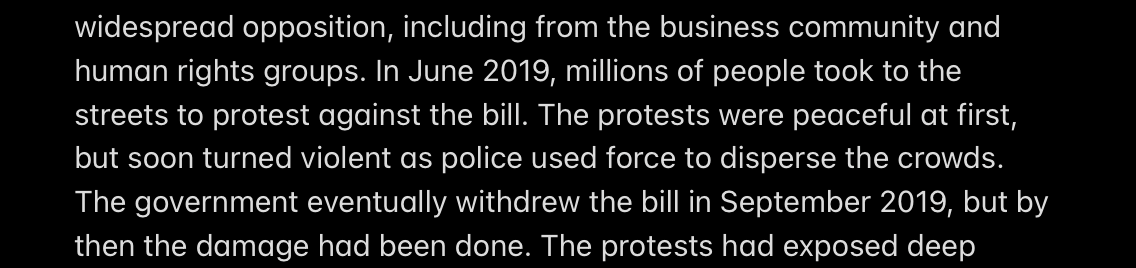 widespread opposition, including from the business community and
human rights groups. In June 2019, millions of people took to the
streets to protest against the bill. The protests were peaceful at first,
but soon turned violent as police used force to disperse the crowds.
The government eventually withdrew the bill in September 2019, but by
then the damage had been done. The protests had exposed deep